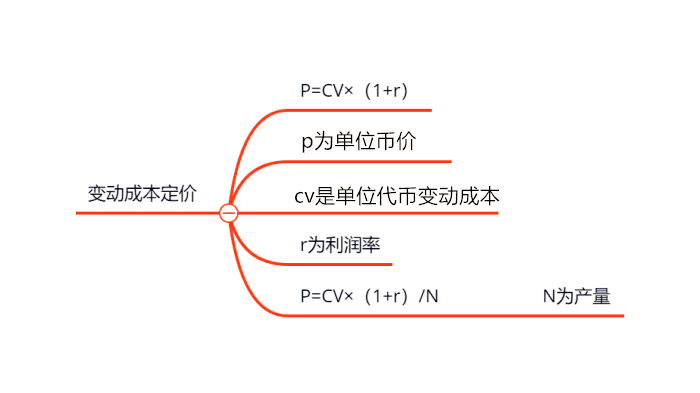 P=CV×（1+r）
p为单位币价
变动成本定价
cv是单位代币变动成本
r为利润率
P=CV×（1+r）/N N为产量